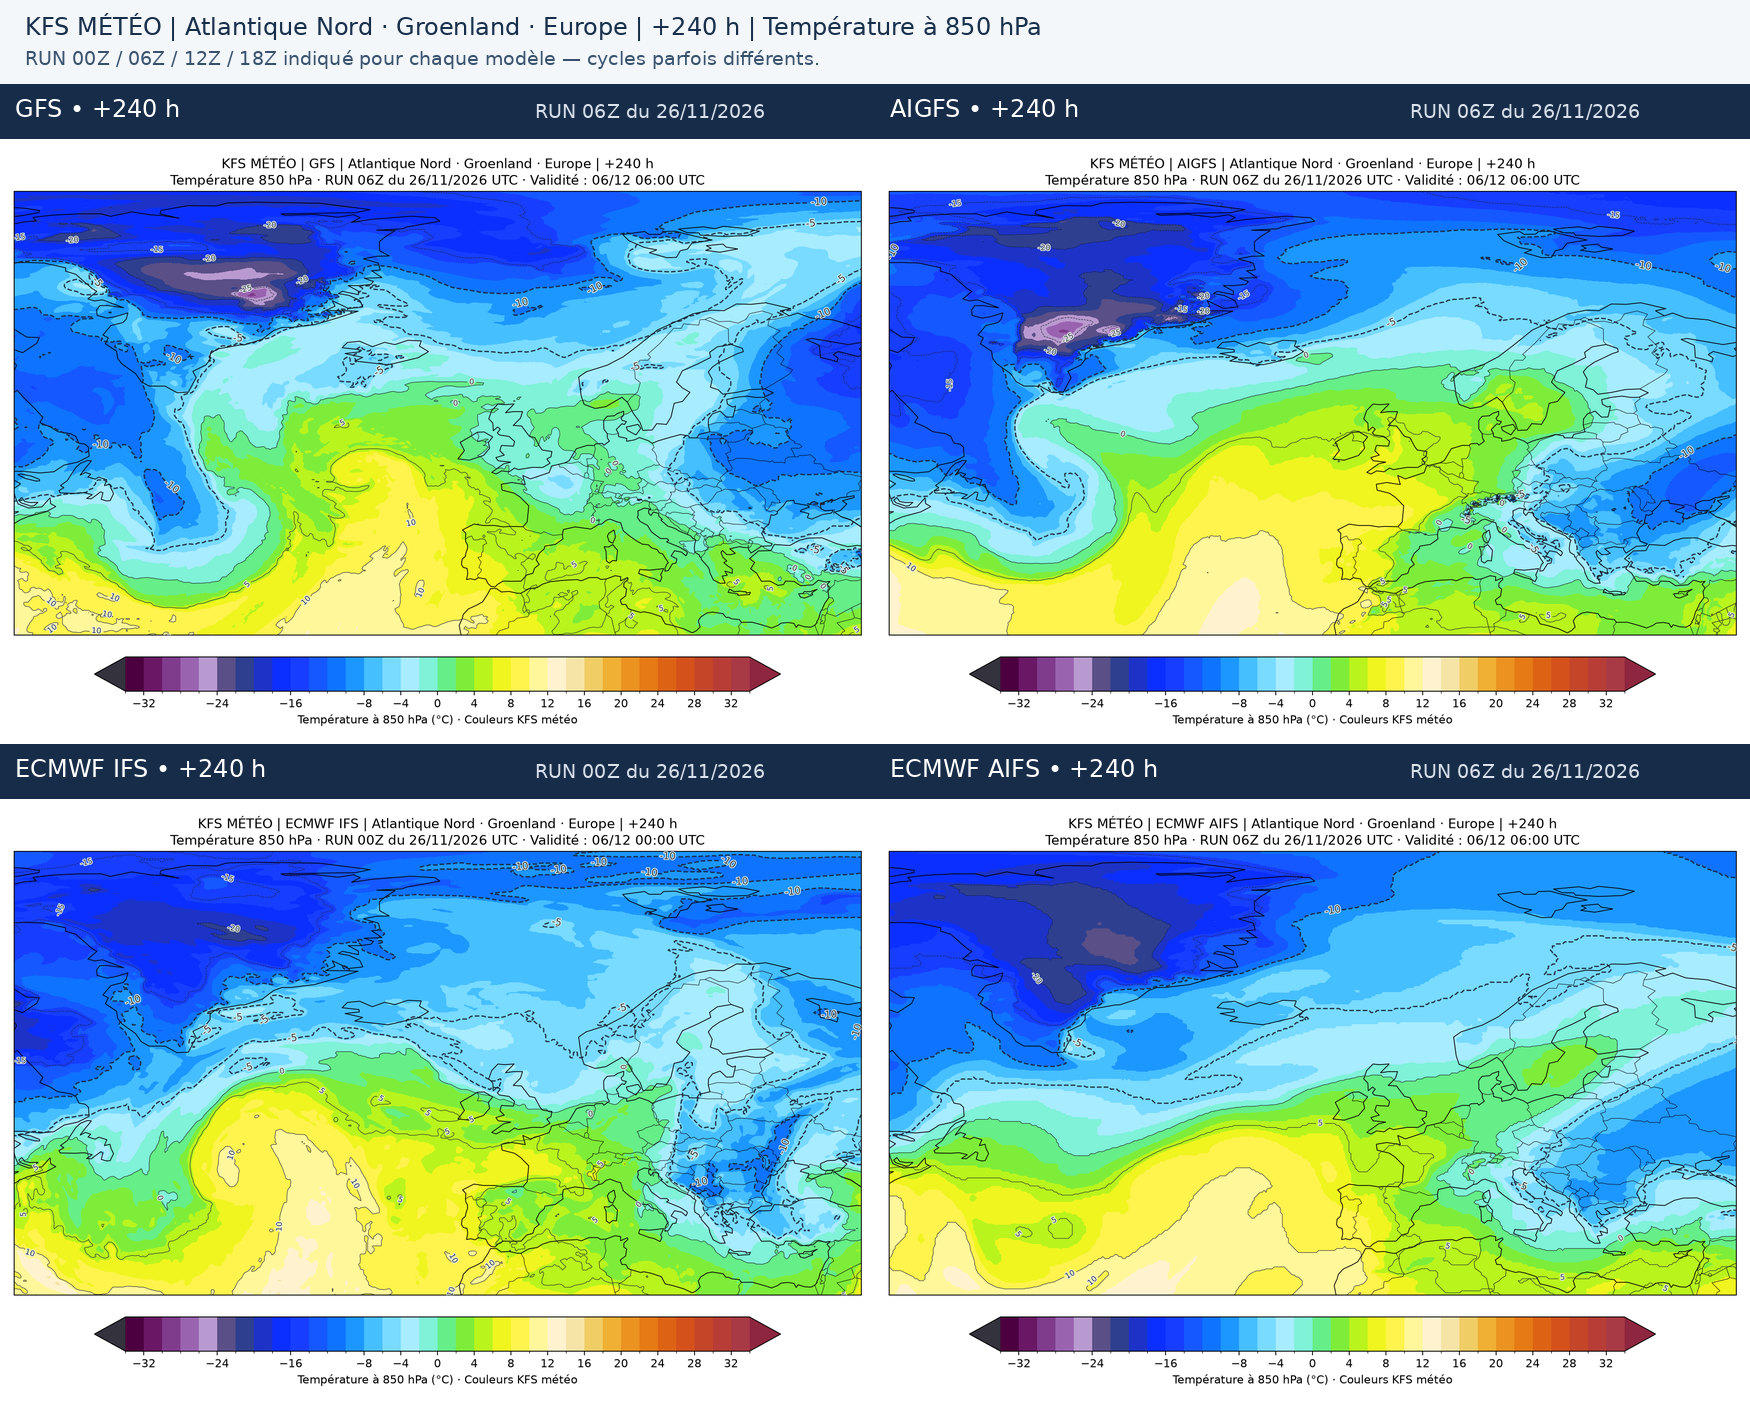 KFS MÉTÉO | Atlantique Nord · Groenland · Europe | +240 h | Température à 850 hPa
RUN 00Z / 06Z / 12Z / 18Z indiqué pour chaque modèle — cycles parfois différents.
GFS • +240 h
RUN 06Z du 26/11/2026
KFS MÉTÉO | GFS | Atlantique Nord · Groenland · Europe | +240 h
Température 850 hPa · RUN 06Z du 26/11/2026 UTC · Validité : 06/12 06:00 UTC
−32 −24 −16 −8 −4 0 4 8 12 16 20 24 28 32
Température à 850 hPa (°C) · Couleurs KFS météo
AIGFS • +240 h
RUN 06Z du 26/11/2026
KFS MÉTÉO | AIGFS | Atlantique Nord · Groenland · Europe | +240 h
Température 850 hPa · RUN 06Z du 26/11/2026 UTC · Validité : 06/12 06:00 UTC
−32 −24 −16 −8 −4 0 4 8 12 16 20 24 28 32
Température à 850 hPa (°C) · Couleurs KFS météo
ECMWF IFS • +240 h
RUN 00Z du 26/11/2026
KFS MÉTÉO | ECMWF IFS | Atlantique Nord · Groenland · Europe | +240 h
Température 850 hPa · RUN 00Z du 26/11/2026 UTC · Validité : 06/12 00:00 UTC
−32 −24 −16 −8 −4 0 4 8 12 16 20 24 28 32
Température à 850 hPa (°C) · Couleurs KFS météo
ECMWF AIFS • +240 h
RUN 06Z du 26/11/2026
KFS MÉTÉO | ECMWF AIFS | Atlantique Nord · Groenland · Europe | +240 h
Température 850 hPa · RUN 06Z du 26/11/2026 UTC · Validité : 06/12 06:00 UTC
−32 −24 −16 −8 −4 0 4 8 12 16 20 24 28 32
Température à 850 hPa (°C) · Couleurs KFS météo